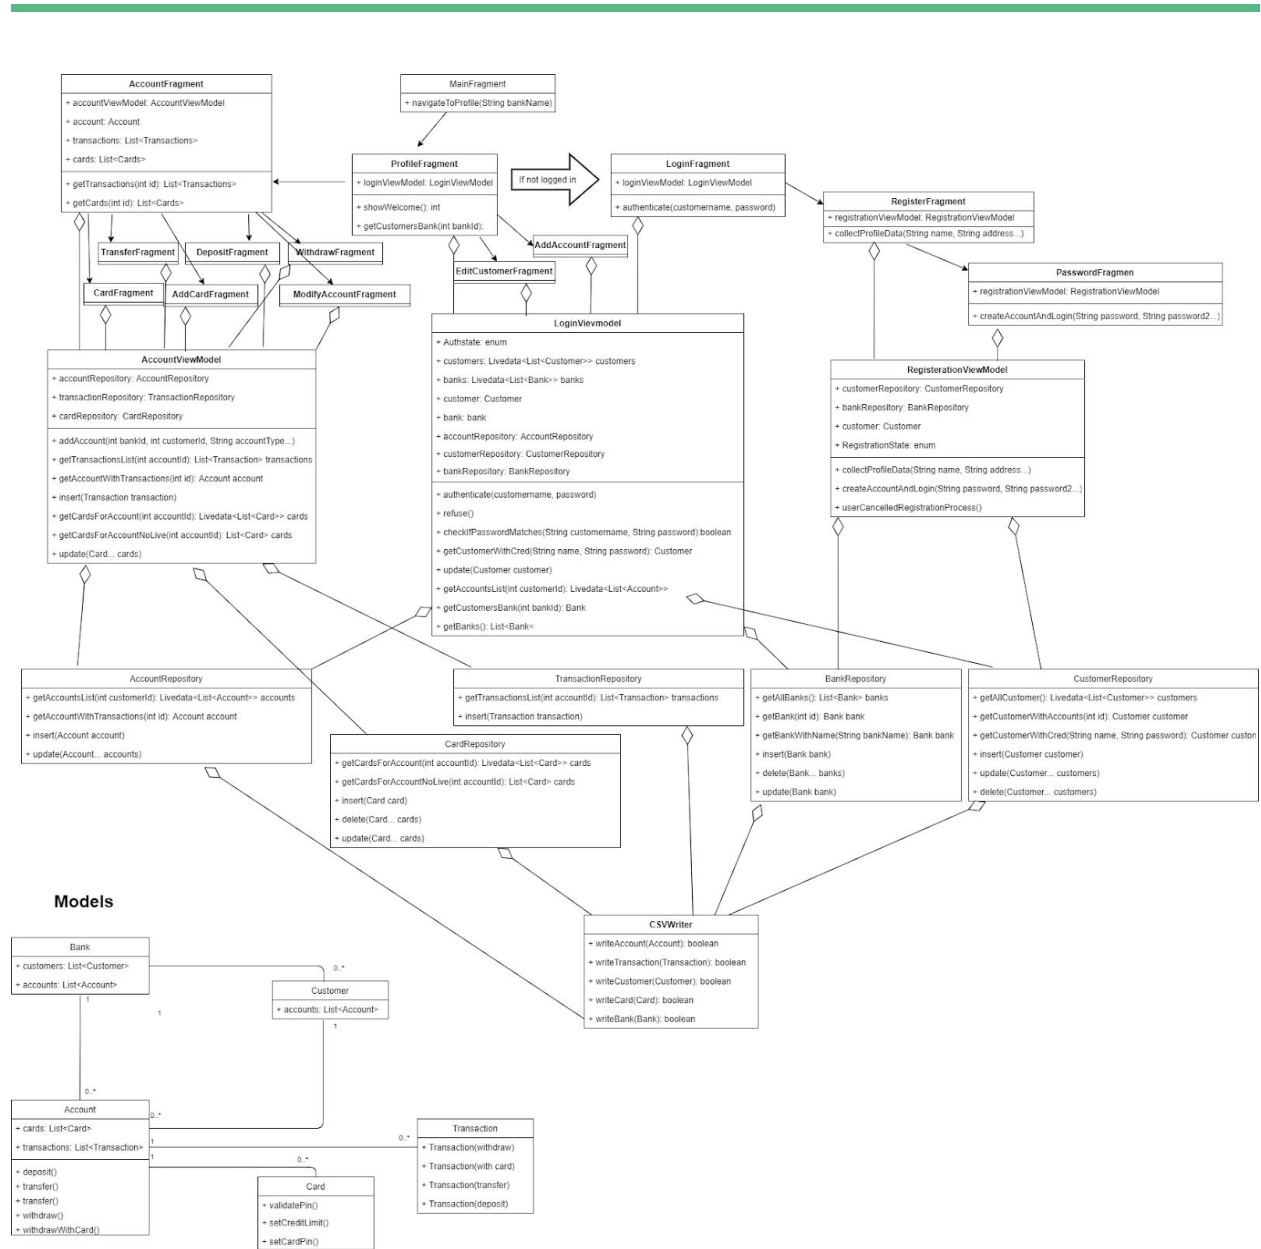 AccountFragment
+ accountViewModel: AccountViewModel
+ account: Account
+ transactions: List<Transactions>
+ cards: List<Cards>
+ getTransactions(int id): List<Transactions>
+ getCards(int id): List<Cards>
MainFragment
+ navigateToProfile(String bankName)
ProfileFragment
+ loginViewModel: LoginViewModel
+ showWelcome(): int
+ getCustomersBank(int bankId):
If not logged in
LoginFragment
+ loginViewModel: LoginViewModel
+ authenticate(customername, password)
RegisterFragment
+ registrationViewModel: RegistrationViewModel
+ collectProfileData(String name, String address...)
TransferFragment
DepositFragment
WithdrawFragment
AddAccountFragment
EditCustomerFragment
CardFragment
AddCardFragment
ModifyAccountFragment
PasswordFragmen
+ registrationViewModel: RegistrationViewModel
+ createAccountAndLogin(String password, String password2...)
AccountViewModel
+ accountRepository: AccountRepository
+ transactionRepository: TransactionRepository
+ cardRepository: CardRepository
+ addAccount(int bankId, int customerId, String accountType...)
+ getTransactionsList(int accountId): List<Transaction> transactions
+ getAccountWithTransactions(int id): Account account
+ insert(Transaction transaction)
+ getCardsForAccount(int accountId): Livedata<List<Card>> cards
+ getCardsForAccountNoLive(int accountId): List<Card> cards
+ update(Card... cards)
LoginVievmodel
+ Authstate: enum
+ customers: Livedata<List<Customer>> customers
+ banks: Livedata<List<Bank>> banks
+ customer: Customer
+ bank: bank
+ accountRepository: AccountRepository
+ customerRepository: CustomerRepository
+ bankRepository: BankRepository
+ authenticate(customername, password)
+ refuse()
+ checkIfPasswordMatches(String customername, String password):boolean
+ getCustomerWithCred(String name, String password): Customer
+ update(Customer customer)
+ getAccountsList(int customerId): Livedata<List<Account>>
+ getCustomersBank(int bankId): Bank
+ getBanks(): List<Bank<
RegisterationViewModel
+ customerRepository: CustomerRepository
+ bankRepository: BankRepository
+ customer: Customer
+ RegistrationState: enum
+ collectProfileData(String name, String address...)
+ createAccountAndLogin(String password, String password2...)
+ userCancelledRegistrationProcess()
AccountRepository
+ getAccountsList(int customerId): Livedata<List<Account>> accounts
+ getAccountWithTransactions(int id): Account account
+ insert(Account account)
+ update(Account... accounts)
TransactionRepository
+ getTransactionsList(int accountId): List<Transaction> transactions
+ insert(Transaction transaction)
CardRepository
+ getCardsForAccount(int accountId): Livedata<List<Card>> cards
+ getCardsForAccountNoLive(int accountId): List<Card> cards
+ insert(Card card)
+ delete(Card... cards)
+ update(Card... cards)
BankRepository
+ getAllBanks(): List<Bank> banks
+ getBank(int id): Bank bank
+ getBankWithName(String bankName): Bank bank
+ insert(Bank bank)
+ delete(Bank... banks)
+ update(Bank bank)
CustomerRepository
+ getAllCustomer(): Livedata<List<Customer>> customers
+ getCustomerWithAccounts(int id): Customer customer
+ getCustomerWithCred(String name, String password): Customer custon
+ insert(Customer customer)
+ update(Customer... customers)
+ delete(Customer... customers)
CSVWriter
+ writeAccount(Account): boolean
+ writeTransaction(Transaction): boolean
+ writeCustomer(Customer): boolean
+ writeCard(Card): boolean
+ writeBank(Bank): boolean
Models
Bank
+ customers: List<Customer>
+ accounts: List<Account>
0..*
1
1
Customer
+ accounts: List<Account>
1
0..*
Account
+ cards: List<Card>
+ transactions: List<Transaction>
+ deposit()
+ transfer()
+ transfer()
+ withdraw()
+ withdrawWithCard()
0..*
1
0..*
1
0..*
Transaction
+ Transaction(withdraw)
+ Transaction(with card)
+ Transaction(transfer)
+ Transaction(deposit)
Card
+ validatePin()
+ setCreditLimit()
+ setCardPin()